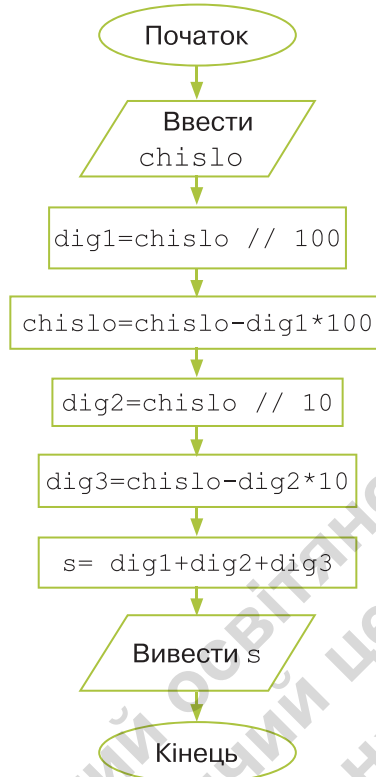 Початок
Ввести
chislo
dig1=chislo // 100
chislo=chislo-dig1*100
dig2=chislo // 10
dig3=chislo-dig2*10
s= dig1+dig2+dig3
Вивести s
Кінець